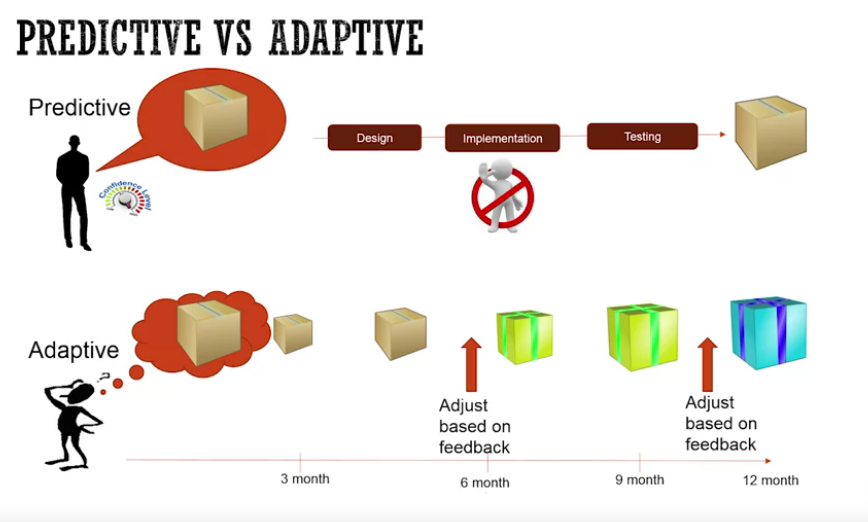 PREDICTIVE VS ADAPTIVE
Predictive
Confidence Level
Design
Implementation
Testing
Adaptive
?
Adjust
based on
feedback
Adjust
based on
feedback
3 month
6 month
9 month
12 month